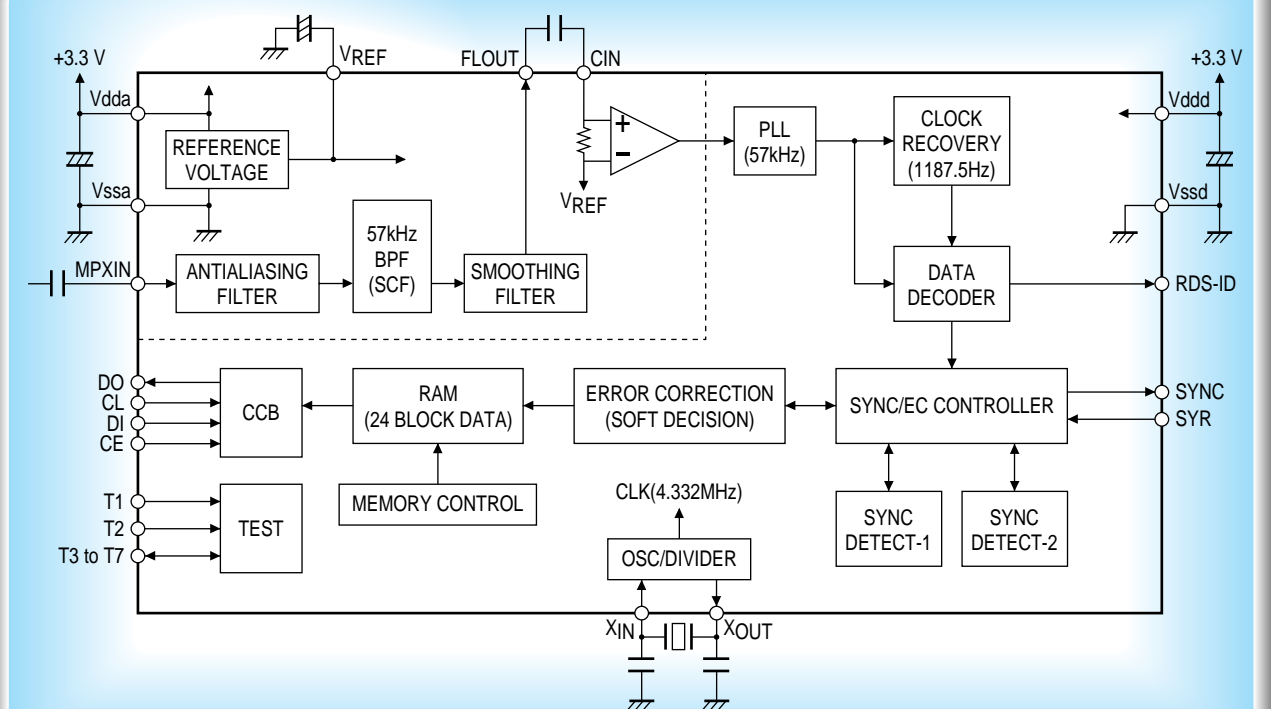 +3.3 V
VREF
FLOUT
CIN
+3.3 V
Vdda
Vddd
REFERENCE
VOLTAGE
+
−
VREF
PLL
(57kHz)
CLOCK
RECOVERY
(1187.5Hz)
Vssa
Vssd
MPXIN
ANTIALIASING
FILTER
57kHz
BPF
(SCF)
SMOOTHING
FILTER
DATA
DECODER
RDS-ID
DO
CL
DI
CE
CCB
RAM
(24 BLOCK DATA)
ERROR CORRECTION
(SOFT DECISION)
SYNC/EC CONTROLLER
SYNC
SYR
T1
T2
T3 to T7
TEST
MEMORY CONTROL
CLK(4.332MHz)
OSC/DIVIDER
SYNC
DETECT-1
SYNC
DETECT-2
XIN
XOUT